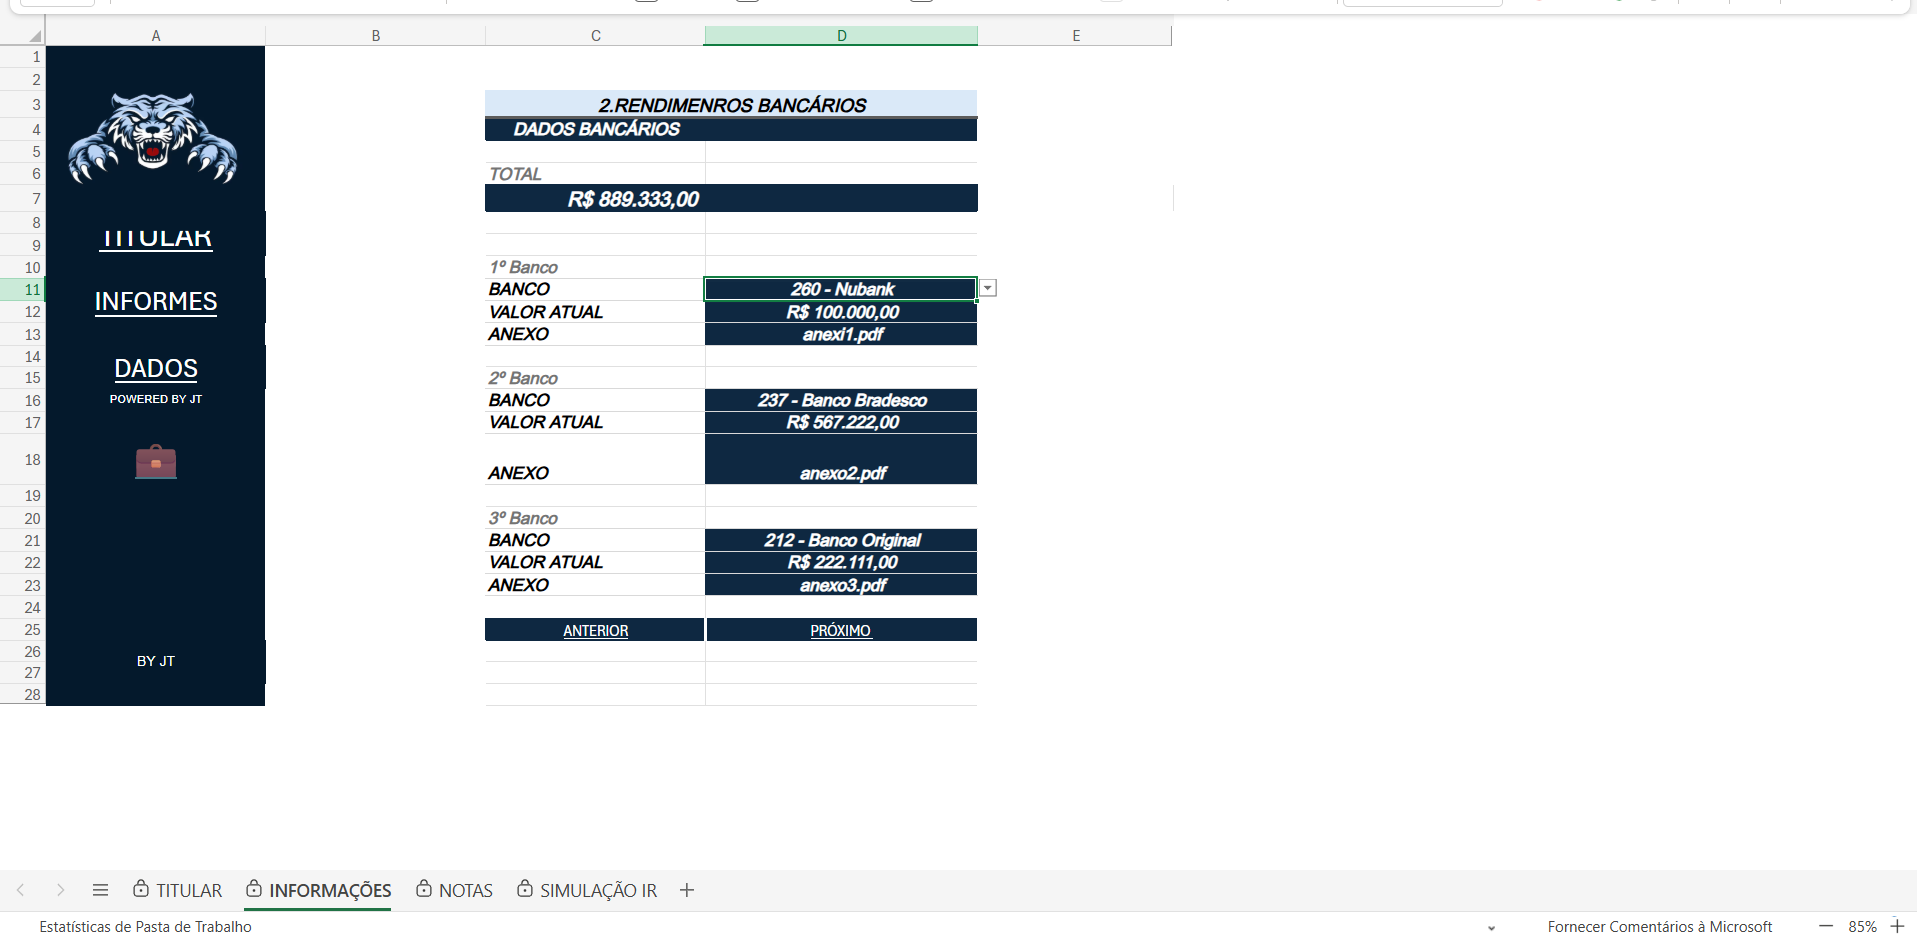 A B C D E
1
2
3 2.RENDIMENROS BANCÁRIOS
4 DADOS BANCÁRIOS
5
6 TOTAL
7 R$ 889.333,00
8 TITULAR
9
10 1º Banco
11 INFORMES BANCO 260 - Nubank
12 VALOR ATUAL R$ 100.000,00
13 ANEXO anexi1.pdf
14 DADOS
15 2º Banco
16 POWERED BY JT BANCO 237 - Banco Bradesco
17 VALOR ATUAL R$ 567.222,00
18 ANEXO anexo2.pdf
19
20 3º Banco
21 BANCO 212 - Banco Original
22 VALOR ATUAL R$ 222.111,00
23 ANEXO anexo3.pdf
24
25 ANTERIOR PRÓXIMO
26 BY JT
27
28
TITULAR INFORMAÇÕES NOTAS SIMULAÇÃO IR
Estatísticas de Pasta de Trabalho Fornecer Comentários à Microsoft 85%